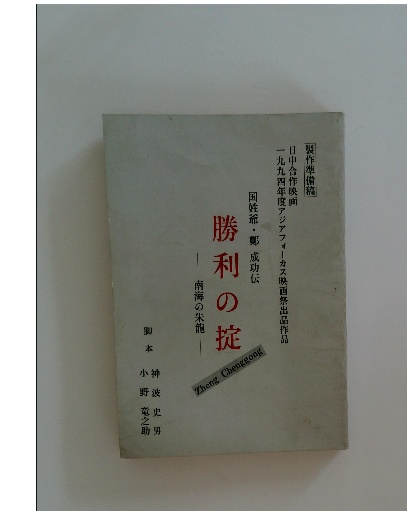 製作準備稿
日中合作映画
一九九四年度アジアフォーカス映画祭出品作品
国姓爺・鄭 成功伝
勝利の掟
― 南海の朱龍 ―
Zheng Chenggong
脚本 神波史男
小野竜之助